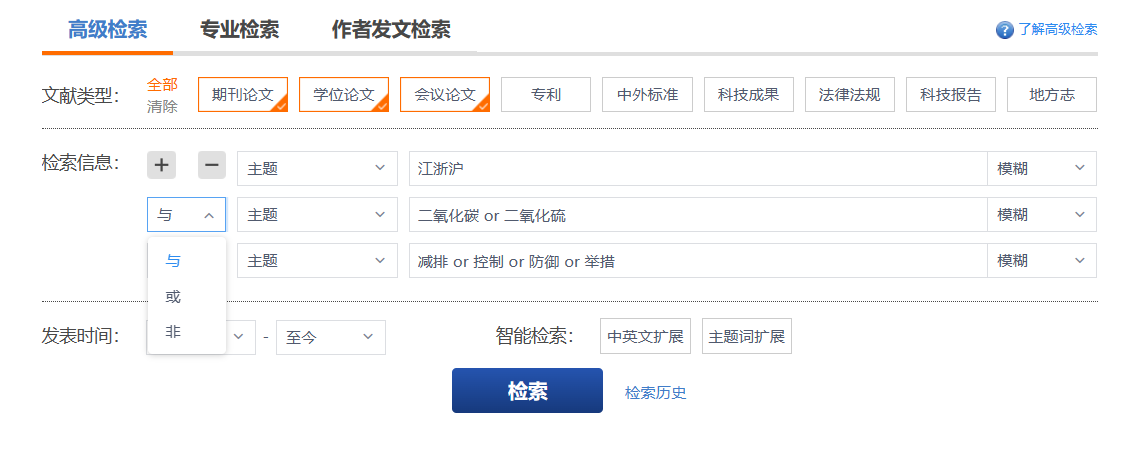 高级检索 专业检索 作者发文检索 ? 了解高级检索
文献类型: 全部 期刊论文 学位论文 会议论文 专利 中外标准 科技成果 法律法规 科技报告 地方志
清除
检索信息: + − 主题 江浙沪 模糊
与 主题 二氧化碳 or 二氧化硫 模糊
与 主题 减排 or 控制 or 防御 or 举措 模糊
或
非
发表时间: - 至今 智能检索: 中英文扩展 主题词扩展
检索 检索历史